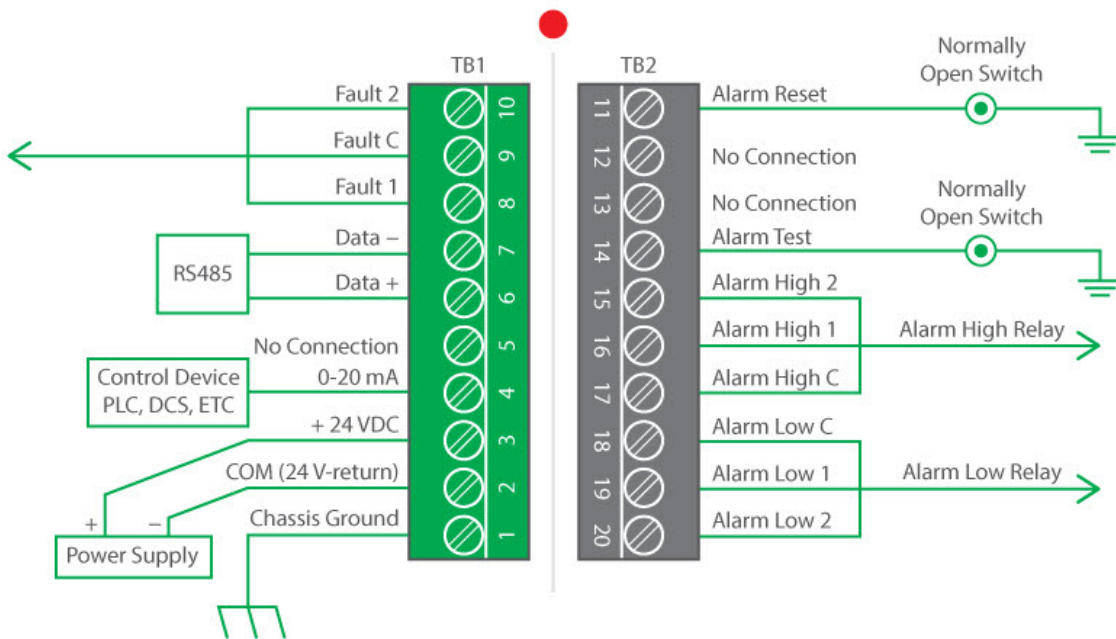 TB1
Fault 2
10
Fault C
9
Fault 1
8
Data –
7
RS485
Data +
6
No Connection
5
Control Device
PLC, DCS, ETC
0-20 mA
4
+ 24 VDC
3
COM (24 V-return)
2
Chassis Ground
1
+ –
Power Supply
TB2
Normally
Open Switch
11
Alarm Reset
12
No Connection
13
No Connection
Normally
Open Switch
14
Alarm Test
15
Alarm High 2
16
Alarm High 1
Alarm High Relay
17
Alarm High C
18
Alarm Low C
19
Alarm Low 1
Alarm Low Relay
20
Alarm Low 2